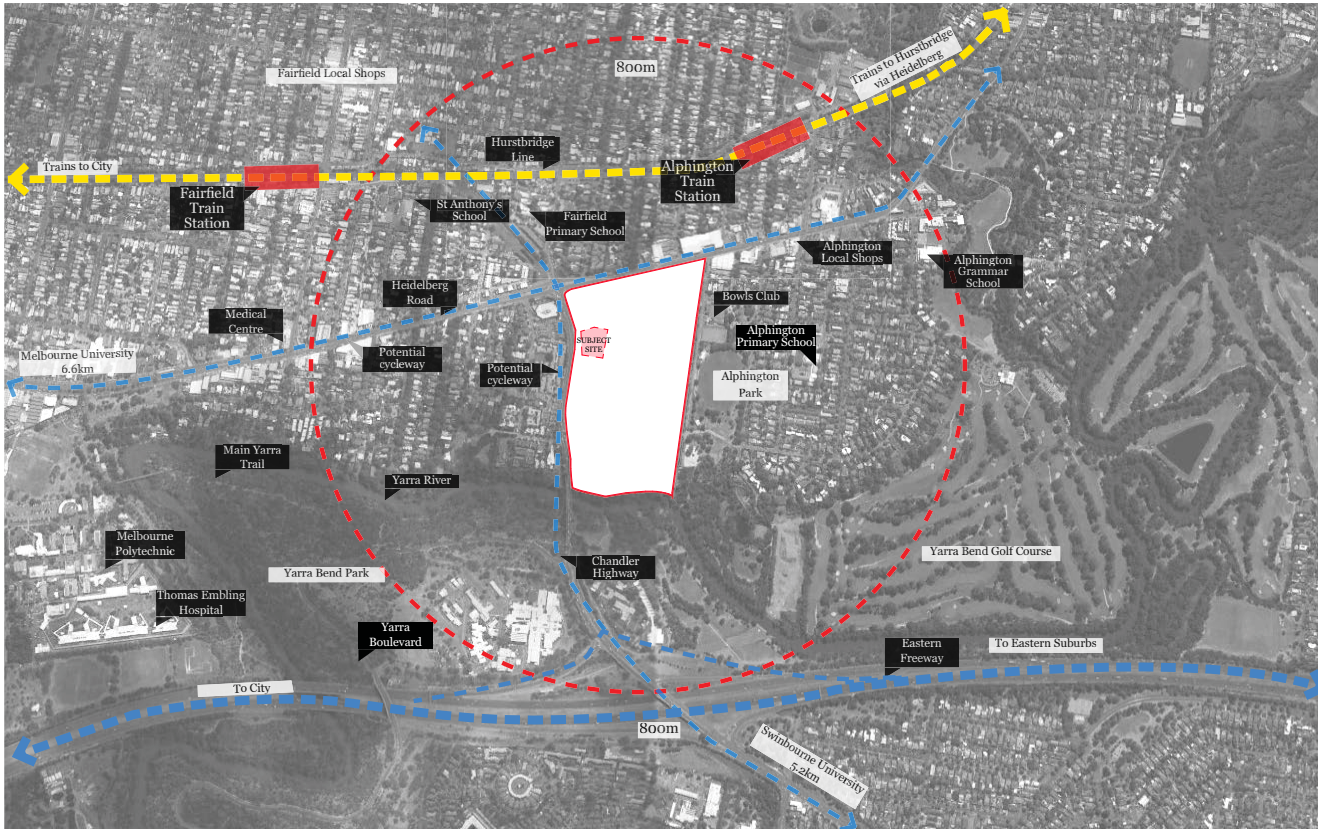 Fairfield Local Shops
800m
Trains to Hurstbridge
via Heidelberg
Trains to City
Hurstbridge
Line
Fairfield
Train
Station
Alphington
Train
Station
St Anthony's
School
Fairfield
Primary School
Alphington
Local Shops
Alphington
Grammar
School
Heidelberg
Road
Bowls Club
Medical
Centre
Alphington
Primary School
SUBJECT
SITE
Melbourne University
6.6km
Potential
cycleway
Potential
cycleway
Alphington
Park
Main Yarra
Trail
Yarra River
Melbourne
Polytechnic
Yarra Bend Golf Course
Chandler
Highway
Yarra Bend Park
Thomas Embling
Hospital
Yarra
Boulevard
Eastern
Freeway
To Eastern Suburbs
To City
800m
Swinbourne University
5.2km